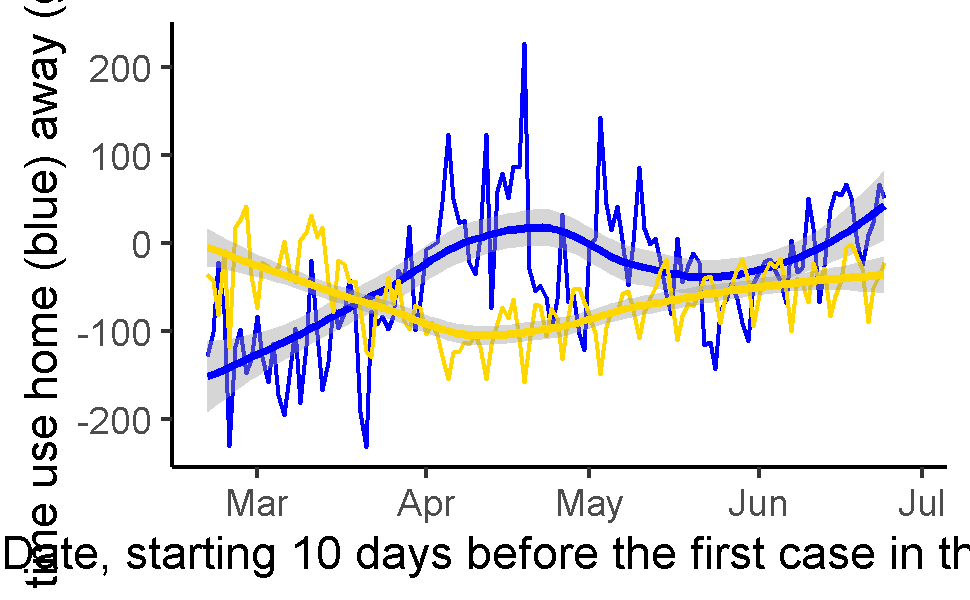 time use home (blue) away (
200
100
0
-100
-200
Mar Apr May Jun Jul
Date, starting 10 days before the first case in th